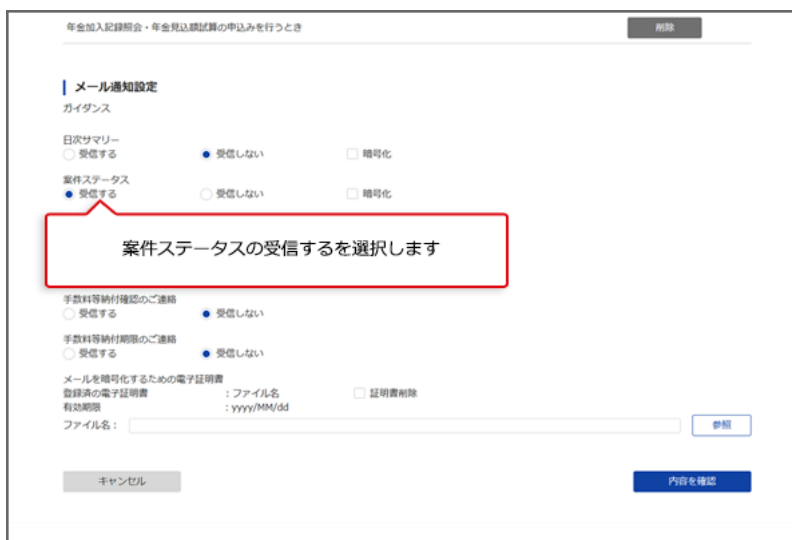 年金加入記録照会・年金見込額試算の申込みを行うとき 削除
メール通知設定
ガイダンス
日次サマリー
受信する 受信しない 暗号化
案件ステータス
受信する 受信しない 暗号化
案件ステータスの受信するを選択します
手数料等納付確認のご連絡
受信する 受信しない
手数料等納付期限のご連絡
受信する 受信しない
メールを暗号化するための電子証明書
登録済の電子証明書 : ファイル名 証明書削除
有効期限 : yyyy/MM/dd
ファイル名 : 参照
キャンセル 内容を確認